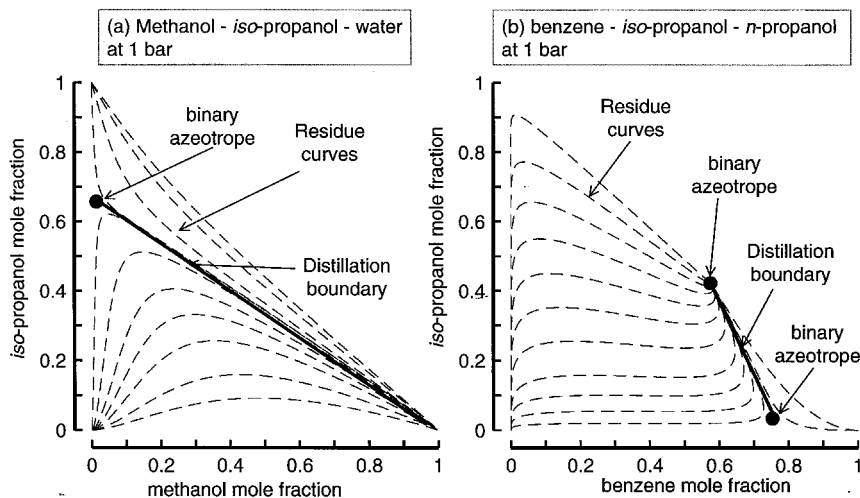 (a) Methanol - iso-propanol - water
at 1 bar
1
0.8
0.6
0.4
0.2
0
iso-propanol mole fraction
binary
azeotrope
Residue
curves
Distillation
boundary
0
0.2
0.4
0.6
0.8
1
methanol mole fraction
(b) benzene - iso-propanol - n-propanol
at 1 bar
1
0.8
0.6
0.4
0.2
0
iso-propanol mole fraction
Residue
curves
binary
azeotrope
Distillation
boundary
binary
azeotrope
0
0.2
0.4
0.6
0.8
1
benzene mole fraction